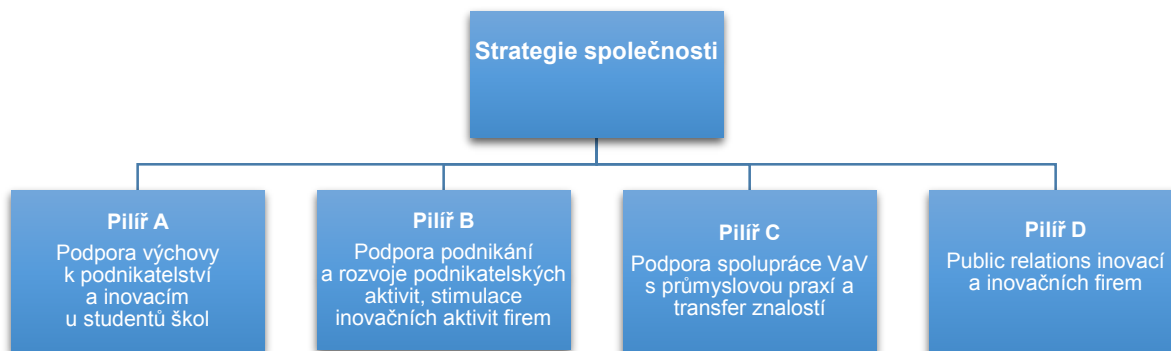 Strategie společnosti
Pilíř A
Podpora výchovy
k podnikatelství
a inovacím
u studentů škol
Pilíř B
Podpora podnikání
a rozvoje podnikatelských
aktivit, stimulace
inovačních aktivit firem
Pilíř C
Podpora spolupráce VaV
s průmyslovou praxí a
transfer znalostí
Pilíř D
Public relations inovací
a inovačních firem